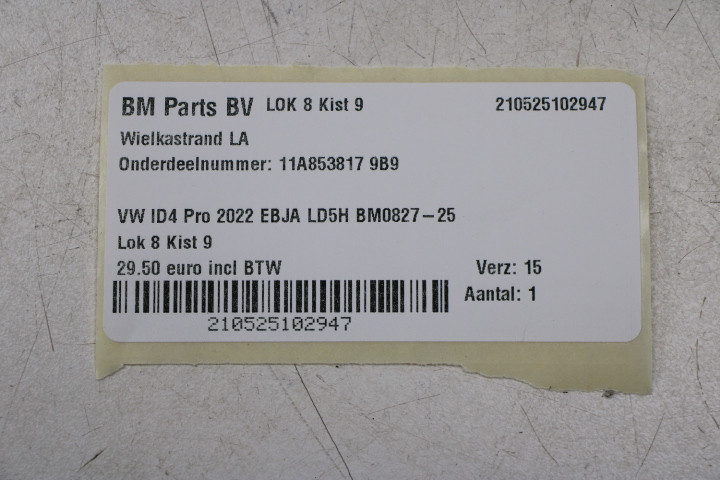 BM Parts BV LOK 8 Kist 9 210525102947
Wielkastrand LA
Onderdeelnummer: 11A853817 9B9
VW ID4 Pro 2022 EBJA LD5H BM0827-25
Lok 8 Kist 9
29.50 euro incl BTW Verz: 15
Aantal: 1
210525102947